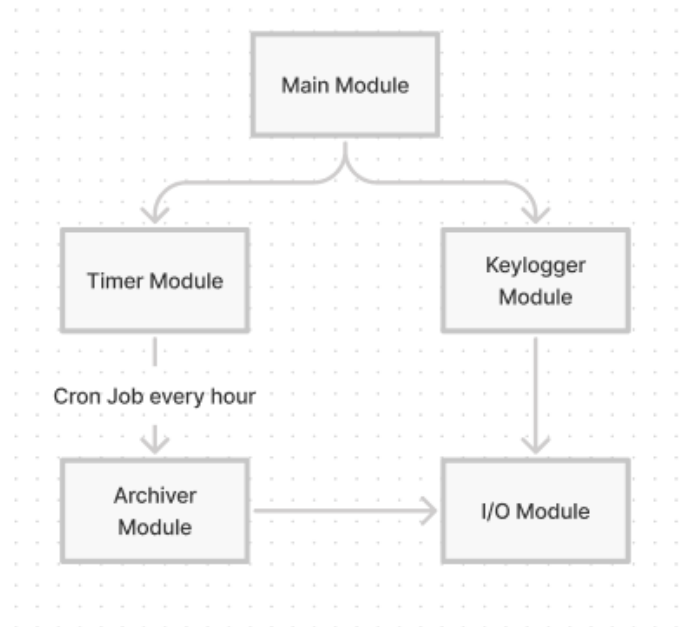 Main Module
Timer Module
Keylogger
Module
Cron Job every hour
Archiver
Module
I/O Module